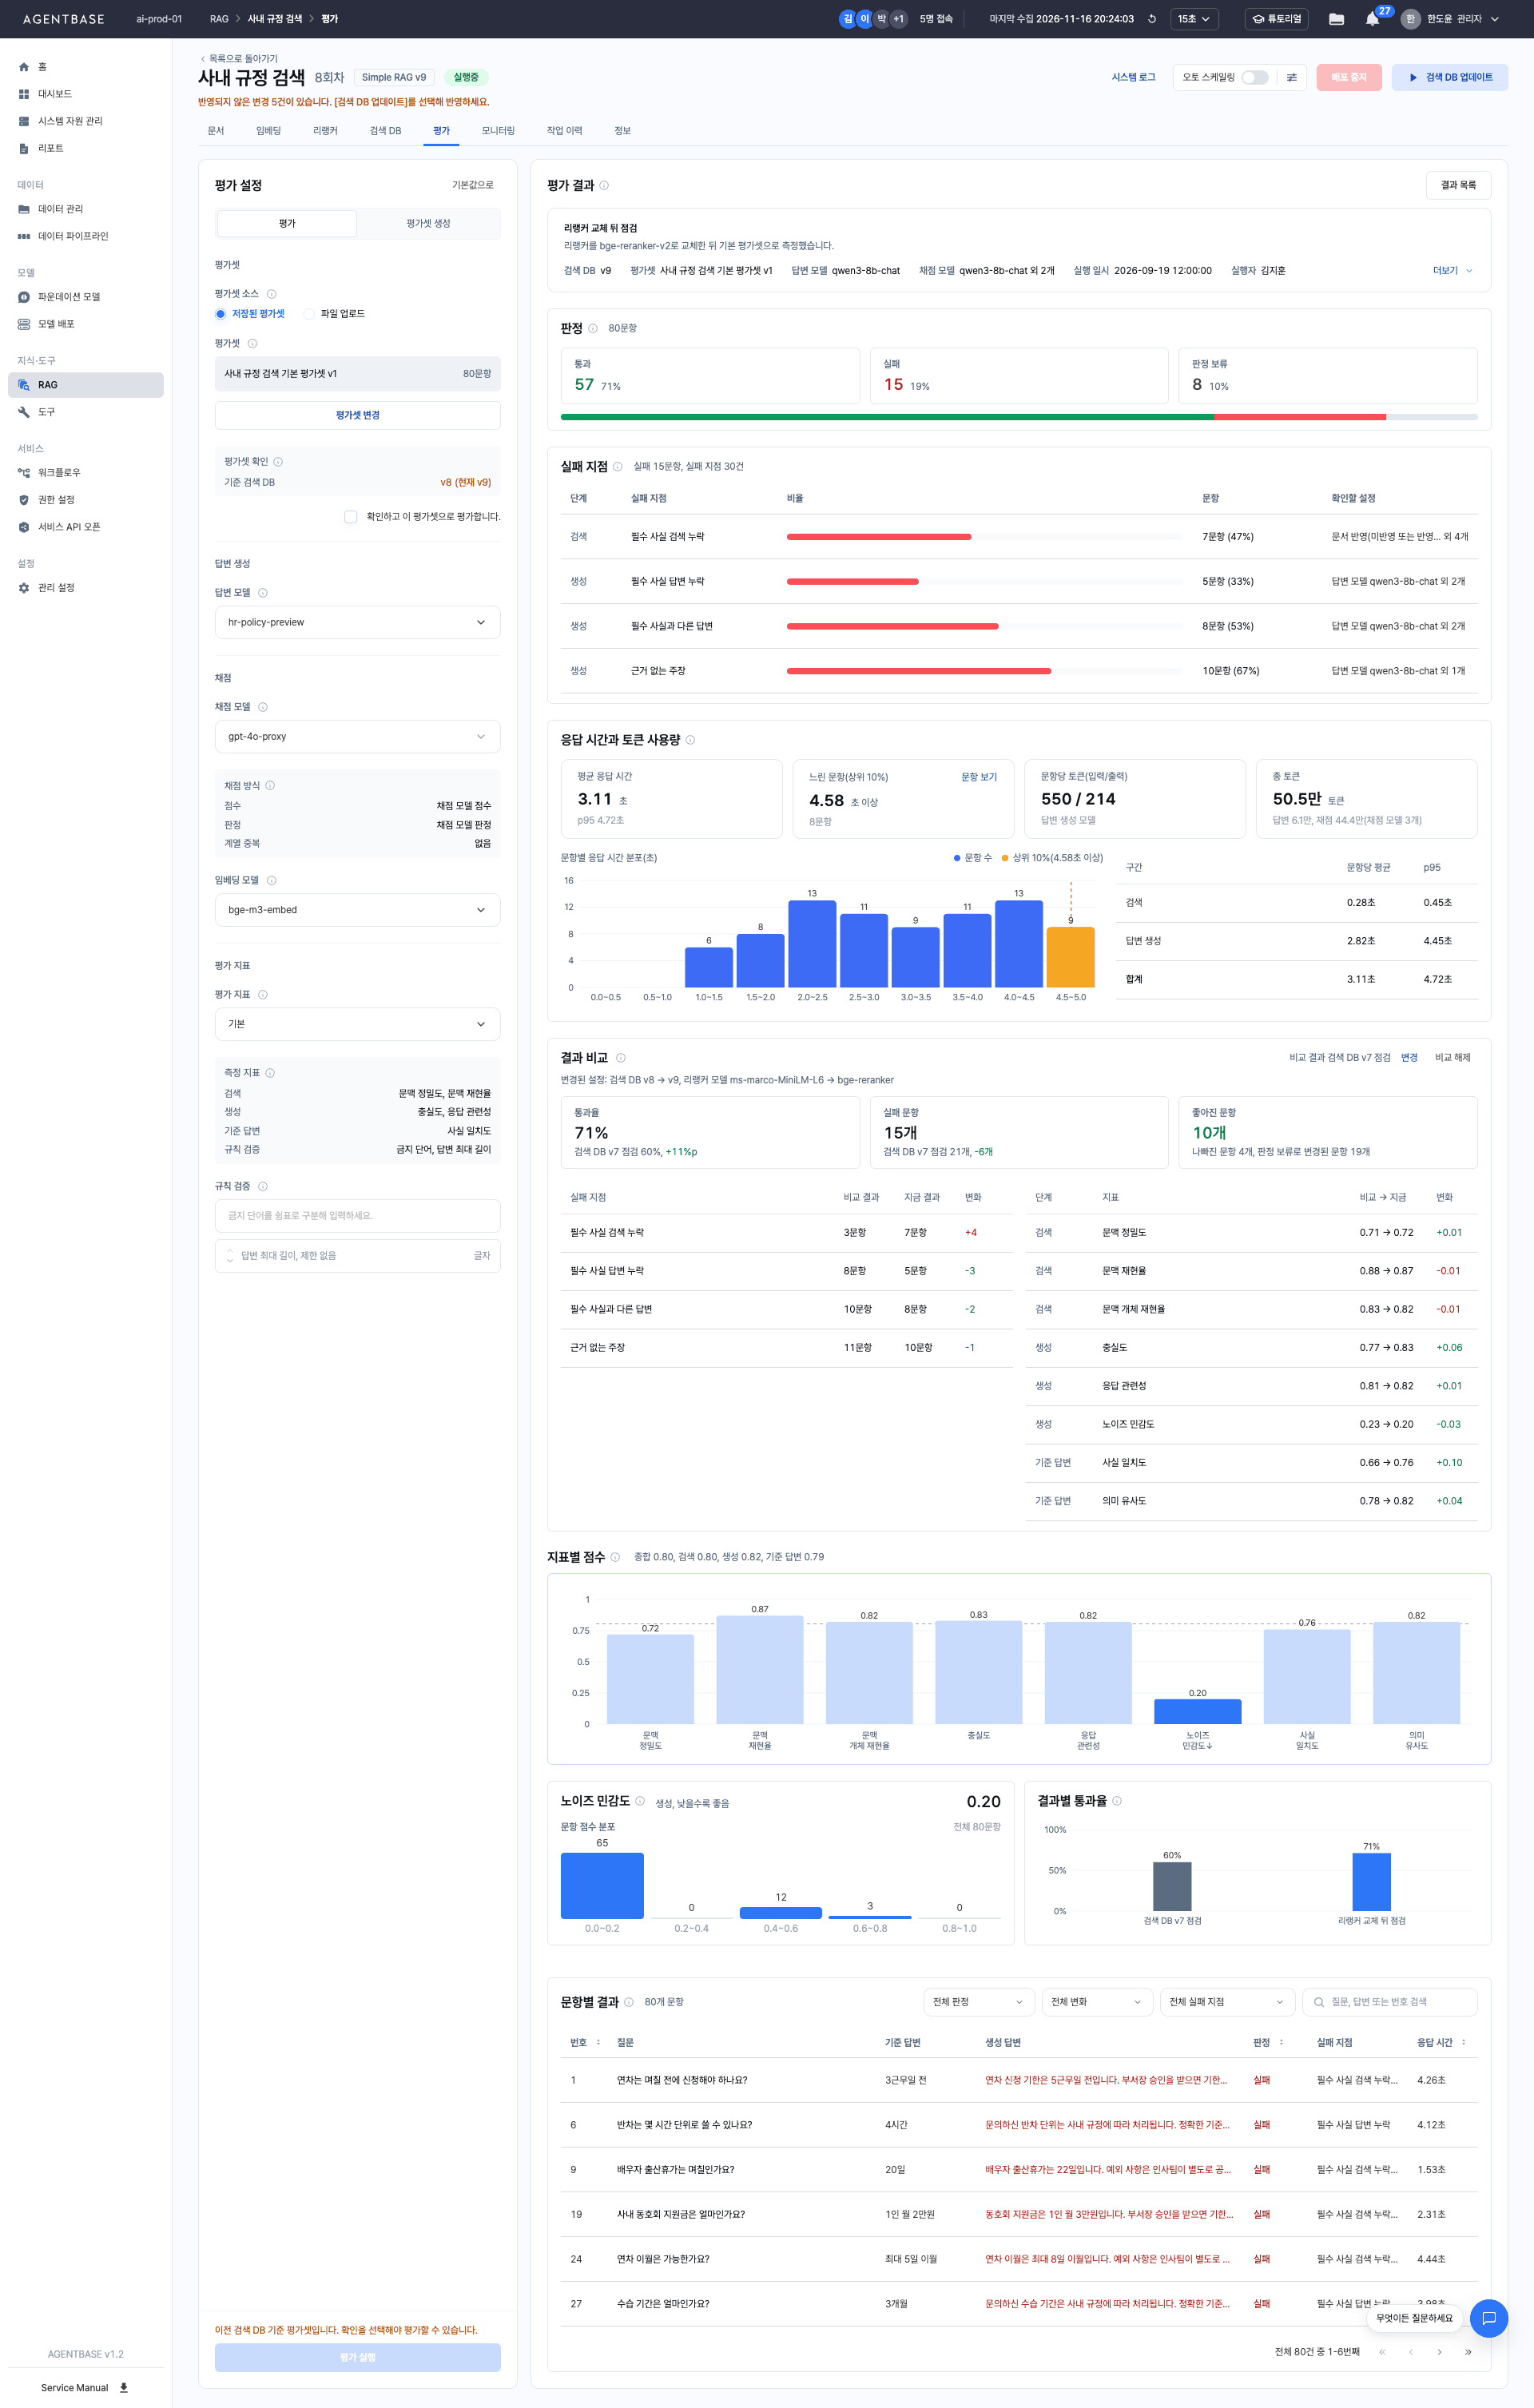 AGENTBASE
ai-prod-01
RAG > 사내 규정 검색 > 평가
김 이 박 +1 5명 접속
마지막 수집 2026-11-16 20:24:03
15초
튜토리얼
27
한 한도윤 관리자
홈
대시보드
시스템 자원 관리
리포트
데이터
데이터 관리
데이터 파이프라인
모델
파운데이션 모델
모델 배포
지식·도구
RAG
도구
서비스
워크플로우
권한 설정
서비스 API 오픈
설정
관리 설정
AGENTBASE v1.2
Service Manual
목록으로 돌아가기
사내 규정 검색 8회차 Simple RAG v9 실행중
반영되지 않은 변경 5건이 있습니다. [검색 DB 업데이트]를 선택해 반영하세요.
시스템 로그
오토 스케일링
배포 중지
검색 DB 업데이트
문서 임베딩 리랭커 검색 DB 평가 모니터링 작업 이력 정보
평가 설정 기본값으로
평가 평가셋 생성
평가셋
평가셋 소스
저장된 평가셋 파일 업로드
평가셋
사내 규정 검색 기본 평가셋 v1 80문항
평가셋 변경
평가셋 확인
기준 검색 DB v8 (현재 v9)
확인하고 이 평가셋으로 평가합니다.
답변 생성
답변 모델
hr-policy-preview
채점
채점 모델
gpt-4o-proxy
채점 방식
점수 채점 모델 점수
판정 채점 모델 판정
계열 중복 없음
임베딩 모델
bge-m3-embed
평가 지표
평가 지표
기본
측정 지표
검색 문맥 정밀도, 문맥 재현율
생성 충실도, 응답 관련성
기준 답변 사실 일치도
규칙 검증 금지 단어, 답변 최대 길이
규칙 검증
금지 단어를 쉼표로 구분해 입력하세요.
답변 최대 길이, 제한 없음 글자
이전 검색 DB 기준 평가셋입니다. 확인을 선택해야 평가할 수 있습니다.
평가 실행
평가 결과 결과 목록
리랭커 교체 뒤 점검
리랭커를 bge-reranker-v2로 교체한 뒤 기본 평가셋으로 측정했습니다.
검색 DB v9 평가셋 사내 규정 검색 기본 평가셋 v1 답변 모델 qwen3-8b-chat 채점 모델 qwen3-8b-chat 외 2개 실행 일시 2026-09-19 12:00:00 실행자 김지훈 더보기
판정 80문항
통과 실패 판정 보류
57 71% 15 19% 8 10%
실패 지점 실패 15문항, 실패 지점 30건
단계 실패 지점 비율 문항 확인할 설정
검색 필수 사실 검색 누락 7문항 (47%) 문서 반영(미반영 또는 반영... 외 4개
생성 필수 사실 답변 누락 5문항 (33%) 답변 모델 qwen3-8b-chat 외 2개
생성 필수 사실과 다른 답변 8문항 (53%) 답변 모델 qwen3-8b-chat 외 2개
생성 근거 없는 주장 10문항 (67%) 답변 모델 qwen3-8b-chat 외 1개
응답 시간과 토큰 사용량
평균 응답 시간 느린 문항(상위 10%) 문항 보기 문항당 토큰(입력/출력) 총 토큰
3.11 초 4.58 초 이상 550 / 214 50.5만 토큰
p95 4.72초 8문항 답변 생성 모델 답변 6.1만, 채점 44.4만(채점 모델 3개)
문항별 응답 시간 분포(초) 문항 수 상위 10%(4.58초 이상)
16
12
8
4
0
6 8 13 11 9 11 13 9
0.0~0.5 0.5~1.0 1.0~1.5 1.5~2.0 2.0~2.5 2.5~3.0 3.0~3.5 3.5~4.0 4.0~4.5 4.5~5.0
구간 문항당 평균 p95
검색 0.28초 0.45초
답변 생성 2.82초 4.45초
합계 3.11초 4.72초
결과 비교 비교 결과 검색 DB v7 점검 변경 비교 해제
변경된 설정: 검색 DB v8 → v9, 리랭커 모델 ms-marco-MiniLM-L6 → bge-reranker
통과율 실패 문항 좋아진 문항
71% 15개 10개
검색 DB v7 점검 60%, +11%p 검색 DB v7 점검 21개, -6개 나빠진 문항 4개, 판정 보류로 변경된 문항 19개
실패 지점 비교 결과 지금 결과 변화
필수 사실 검색 누락 3문항 7문항 +4
필수 사실 답변 누락 8문항 5문항 -3
필수 사실과 다른 답변 10문항 8문항 -2
근거 없는 주장 11문항 10문항 -1
단계 지표 비교 → 지금 변화
검색 문맥 정밀도 0.71 → 0.72 +0.01
검색 문맥 재현율 0.88 → 0.87 -0.01
검색 문맥 개체 재현율 0.83 → 0.82 -0.01
생성 충실도 0.77 → 0.83 +0.06
생성 응답 관련성 0.81 → 0.82 +0.01
생성 노이즈 민감도 0.23 → 0.20 -0.03
기준 답변 사실 일치도 0.66 → 0.76 +0.10
기준 답변 의미 유사도 0.78 → 0.82 +0.04
지표별 점수 종합 0.80, 검색 0.80, 생성 0.82, 기준 답변 0.79
1
0.75
0.5
0.25
0
0.72 0.87 0.82 0.83 0.82 0.20 0.76 0.82
문맥 정밀도
문맥 재현율
문맥 개체 재현율
충실도
응답 관련성
노이즈 민감도↓
사실 일치도
의미 유사도
노이즈 민감도 생성, 낮을수록 좋음 0.20
문항 점수 분포 전체 80문항
65 0 12 3 0
0.0~0.2 0.2~0.4 0.4~0.6 0.6~0.8 0.8~1.0
결과별 통과율
100%
50%
0%
60% 71%
검색 DB v7 점검 리랭커 교체 뒤 점검
문항별 결과 80개 문항 전체 판정 전체 변화 전체 실패 지점 질문, 답변 또는 번호 검색
번호 질문 기준 답변 생성 답변 판정 실패 지점 응답 시간
1 연차는 며칠 전에 신청해야 하나요? 3근무일 전 연차 신청 기한은 5근무일 전입니다. 부서장 승인을 받으면 기한... 실패 필수 사실 검색 누락... 4.26초
6 반차는 몇 시간 단위로 쓸 수 있나요? 4시간 문의하신 반차 단위는 사내 규정에 따라 처리됩니다. 정확한 기준... 실패 필수 사실 답변 누락 4.12초
9 배우자 출산휴가는 며칠인가요? 20일 배우자 출산휴가는 22일입니다. 예외 사항은 인사팀이 별도로 공... 실패 필수 사실 검색 누락... 1.53초
19 사내 동호회 지원금은 얼마인가요? 1인 월 2만원 동호회 지원금은 1인 월 3만원입니다. 부서장 승인을 받으면 기한... 실패 필수 사실 검색 누락... 2.31초
24 연차 이월은 가능한가요? 최대 5일 이월 연차 이월은 최대 8일 이월입니다. 예외 사항은 인사팀이 별도로 ... 실패 필수 사실 검색 누락... 4.44초
27 수습 기간은 얼마인가요? 3개월 문의하신 수습 기간은 사내 규정에 따라 처리됩니다. 정확한 기준... 실패 필수 사실 답변
무엇이든 질문하세요
전체 80건 중 1-6번째